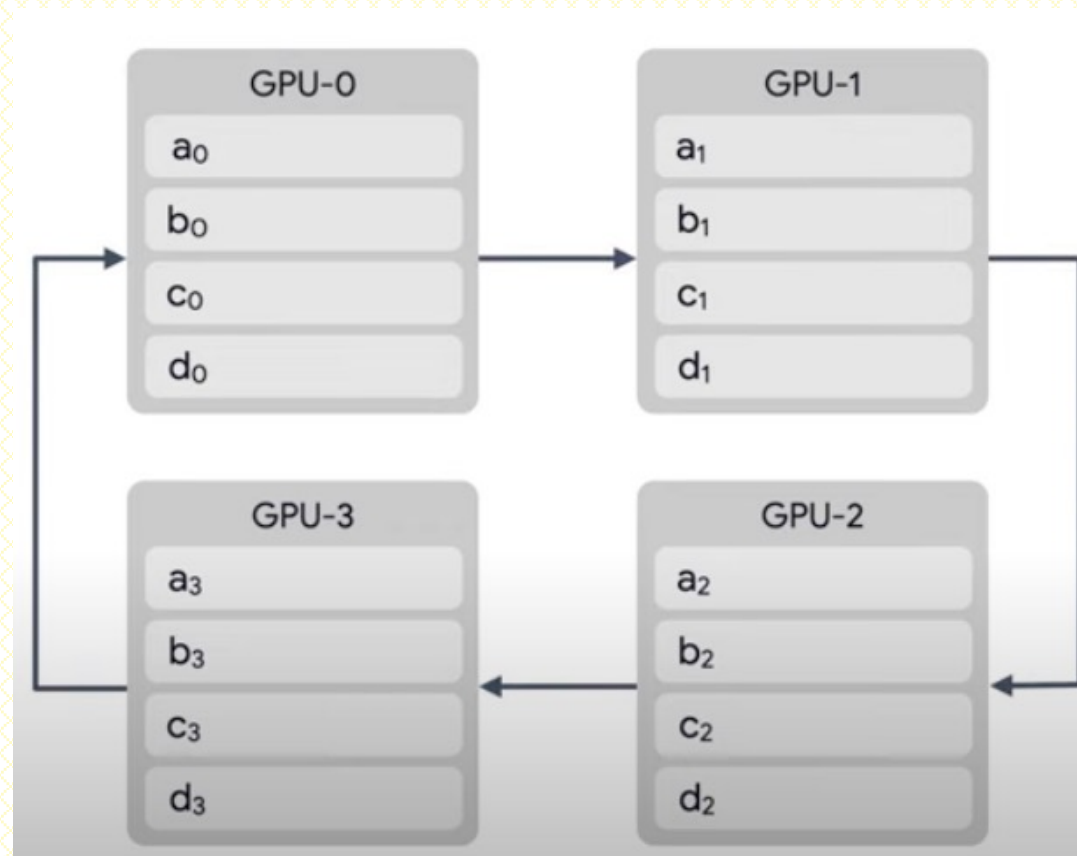 GPU-0
a₀
b₀
c₀
d₀
GPU-1
a₁
b₁
c₁
d₁
GPU-3
a₃
b₃
c₃
d₃
GPU-2
a₂
b₂
c₂
d₂